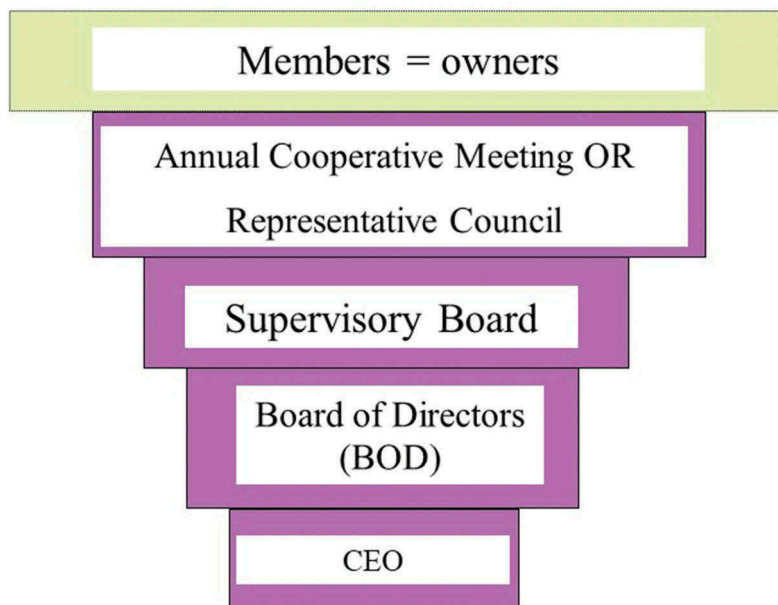 Members = owners
Annual Cooperative Meeting OR
Representative Council
Supervisory Board
Board of Directors
(BOD)
CEO